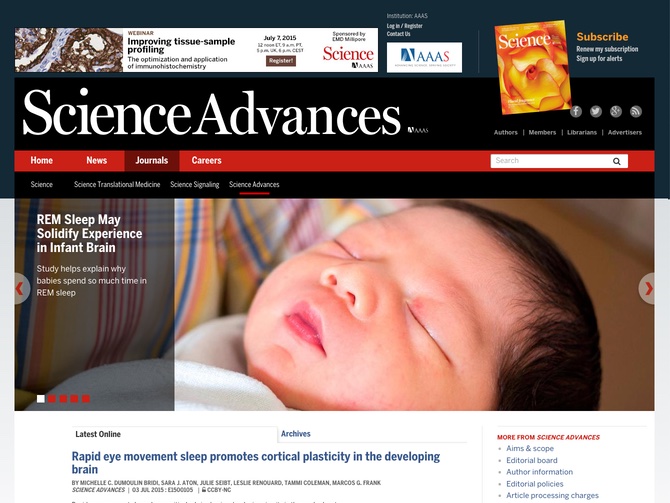 Institution: AAAS
Log in / Register
Contact Us
WEBINAR
Improving tissue-sample
profiling
The optimization and application
of immunohistochemistry
July 7, 2015
12 noon ET, 9 a.m. PT,
5 p.m. UK, 6 p.m. CEST
Register!
Sponsored by
EMD Millipore
Science
AAAS
AAAS
Science
Subscribe
Renew my subscription
Sign up for alerts
ScienceAdvances
AAAS
Authors | Members | Librarians | Advertisers
Home News Journals Careers
Search
Science Science Translational Medicine Science Signaling Science Advances
REM Sleep May
Solidify Experience
in Infant Brain
Study helps explain why
babies spend so much time in
REM sleep
Latest Online
Archives
Rapid eye movement sleep promotes cortical plasticity in the developing
brain
BY MICHELLE C. DUMOULIN BRIDI, SARA J. ATON, JULIE SEIBT, LESLIE RENOUARD, TAMMI COLEMAN, MARCOS G. FRANK
SCIENCE ADVANCES | 03 JUL 2015 : E1500105 | CCBY-NC
MORE FROM SCIENCE ADVANCES
Aims & scope
Editorial board
Author information
Editorial policies
Article processing charges